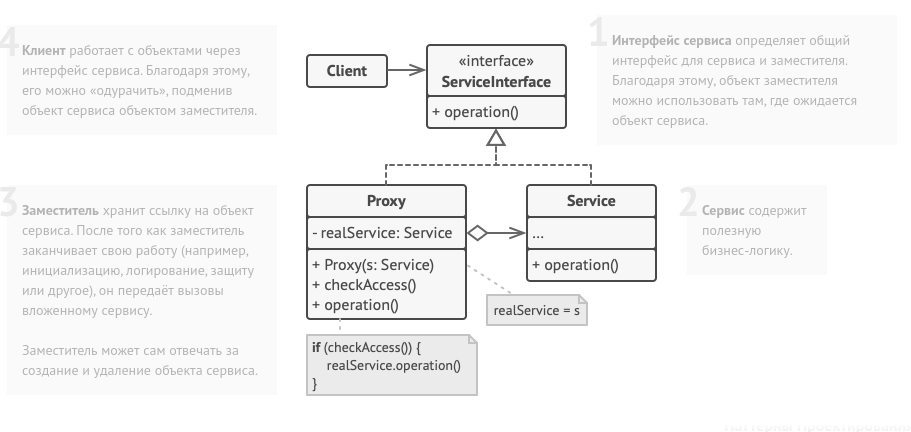 4
Клиент работает с объектами через
интерфейс сервиса. Благодаря этому,
его можно «одурачить», подменив
объект сервиса объектом заместителя.
Client
«interface»
ServiceInterface
+ operation()
1
Интерфейс сервиса определяет общий
интерфейс для сервиса и заместителя.
Благодаря этому, объект заместителя
можно использовать там, где ожидается
объект сервиса.
3
Заместитель хранит ссылку на объект
сервиса. После того как заместитель
заканчивает свою работу (например,
инициализацию, логирование, защиту
или другое), он передаёт вызовы
вложенному сервису.
Заместитель может сам отвечать за
создание и удаление объекта сервиса.
Proxy
- realService: Service
+ Proxy(s: Service)
+ checkAccess()
+ operation()
Service
...
+ operation()
2
Сервис содержит
полезную
бизнес-логику.
realService = s
if (checkAccess()) {
realService.operation()
}